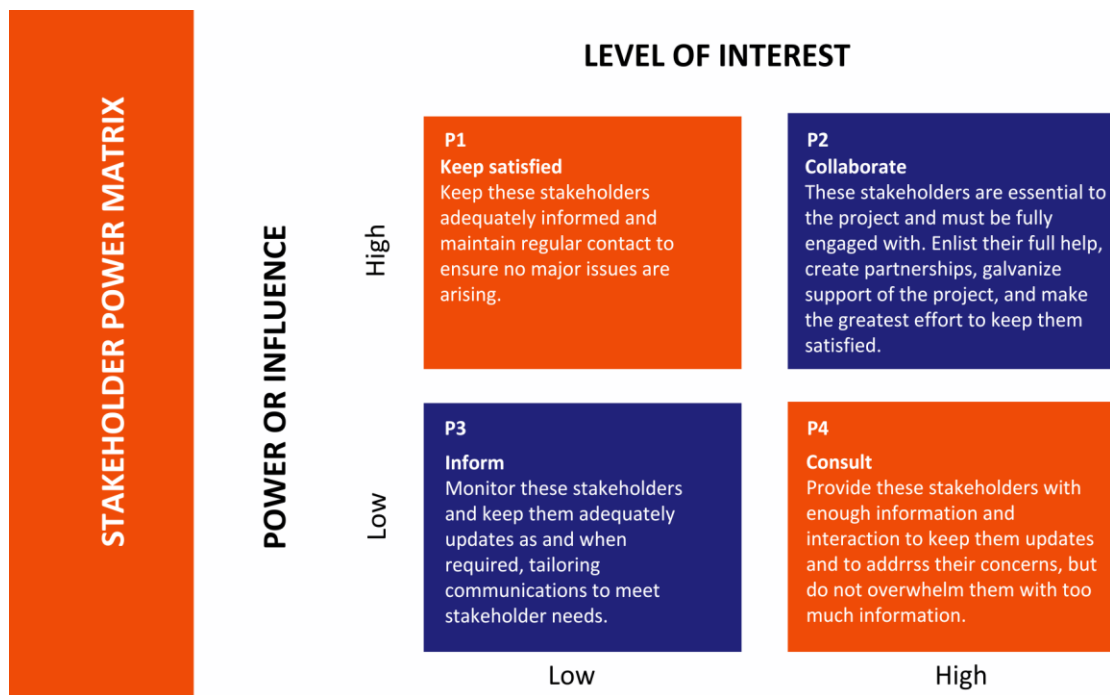 STAKEHOLDER POWER MATRIX
LEVEL OF INTEREST
POWER OR INFLUENCE
High
P1
Keep satisfied
Keep these stakeholders
adequately informed and
maintain regular contact to
ensure no major issues are
arising.
P2
Collaborate
These stakeholders are essential to
the project and must be fully
engaged with. Enlist their full help,
create partnerships, galvanize
support of the project, and make
the greatest effort to keep them
satisfied.
Low
P3
Inform
Monitor these stakeholders
and keep them adequately
updates as and when
required, tailoring
communications to meet
stakeholder needs.
P4
Consult
Provide these stakeholders with
enough information and
interaction to keep them updates
and to addrrss their concerns, but
do not overwhelm them with too
much information.
Low
High